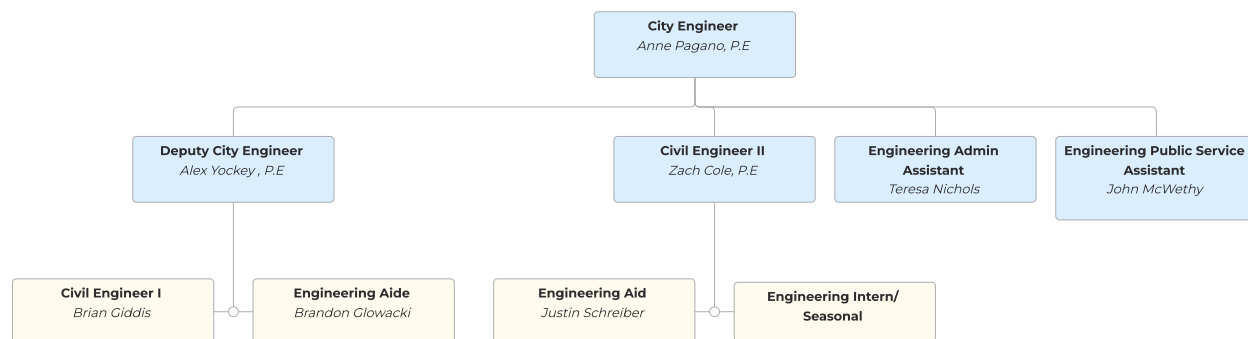 City Engineer
Anne Pagano, P.E
Deputy City Engineer
Alex Yockey , P.E
Civil Engineer II
Zach Cole, P.E
Engineering Admin
Assistant
Teresa Nichols
Engineering Public Service
Assistant
John McWethy
Civil Engineer I
Brian Giddis
Engineering Aide
Brandon Glowacki
Engineering Aid
Justin Schreiber
Engineering Intern/
Seasonal